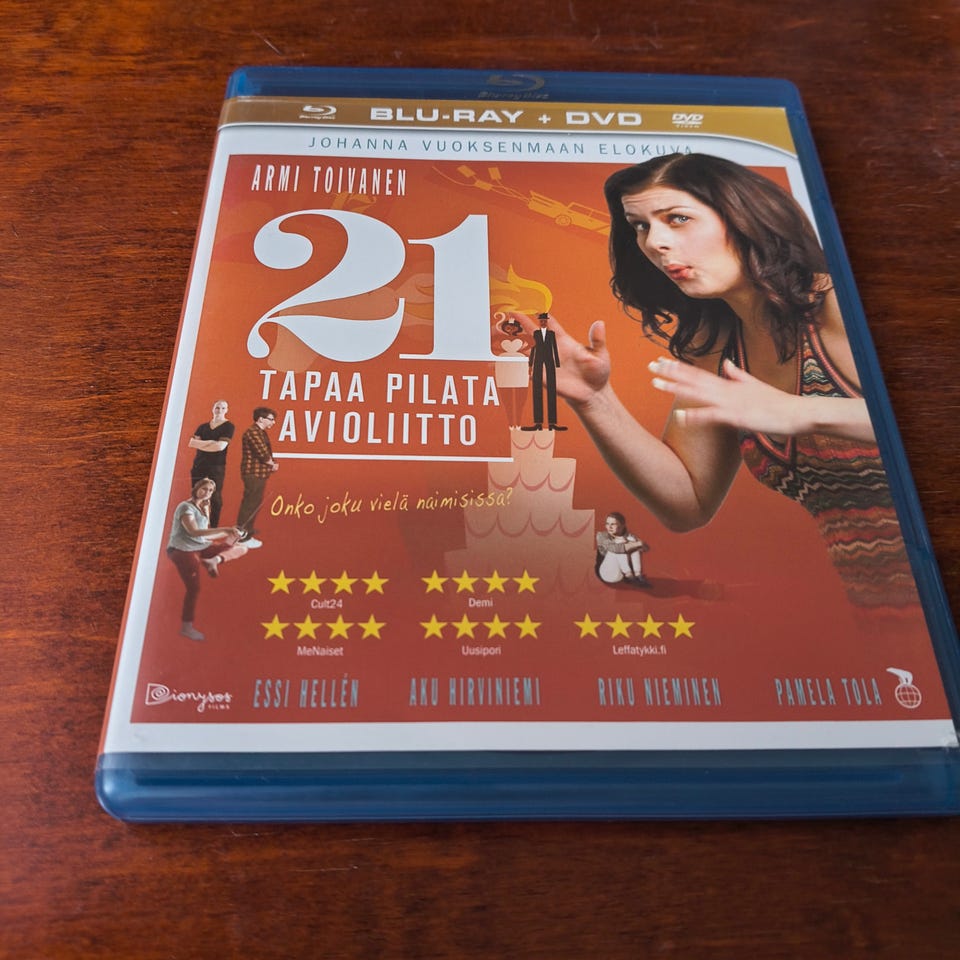 Blu-ray Disc
BLU-RAY + DVD
DVD
VIDEO
JOHANNA VUOKSENMAAN ELOKUVA
ARMI TOIVANEN
21
TAPAA PILATA
AVIOLIITTO
Onko joku vielä naimisissa?
Cult24
Demi
MeNaiset
Uusipori
Leffatykki.fi
Dionysos
FILMS
ESSI HELLÉN
AKU HIRVINIEMI
RIKU NIEMINEN
PAMELA TOLA